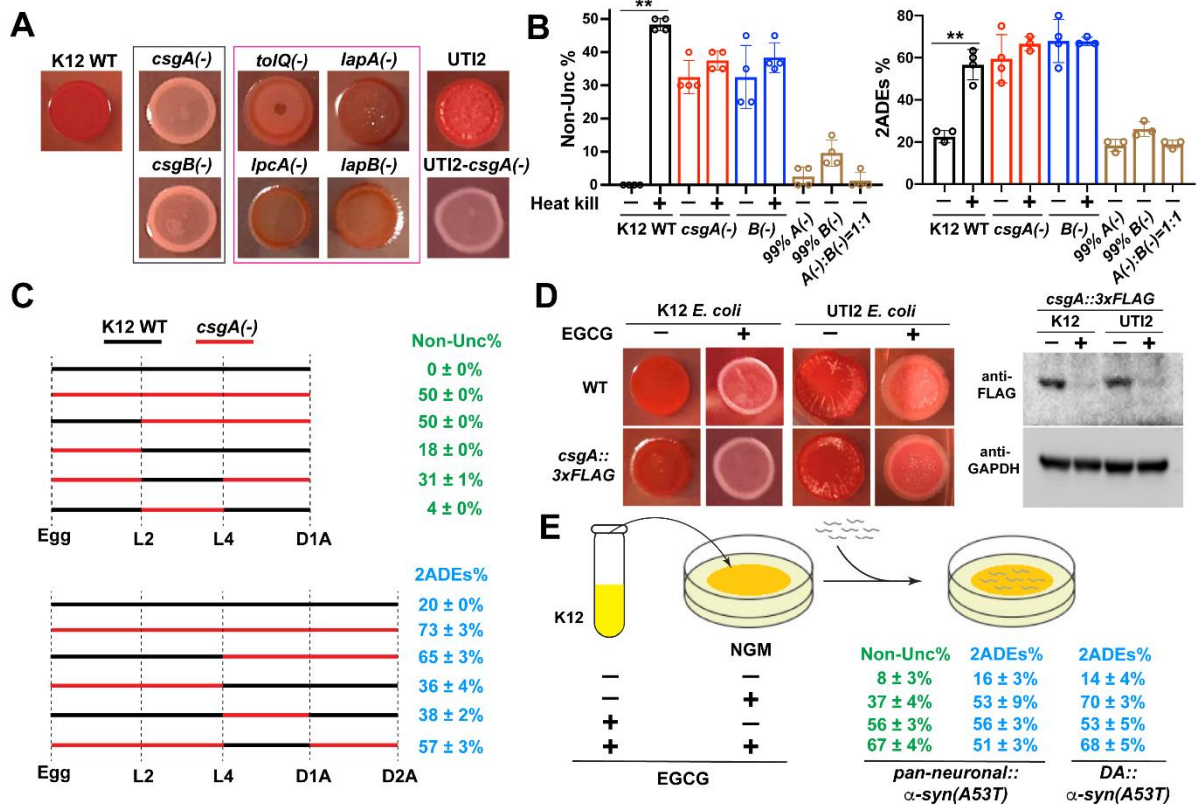 A
K12 WT
csgA(-)
tolQ(-)
lapA(-)
UTI2
csgB(-)
lpcA(-)
lapB(-)
UTI2-csgA(-)
B
Non-Unc %
50
40
30
20
10
0
**
Heat kill
− + − + − +
K12 WT
csgA(-)
B(-)
99% A(-)
99% B(-)
A(-):B(-)=1:1
2ADEs %
80
60
40
20
0
**
− + − + − +
K12 WT
csgA(-)
B(-)
99% A(-)
99% B(-)
A(-):B(-)=1:1
C
K12 WT
csgA(-)
Non-Unc%
0 ± 0%
50 ± 0%
50 ± 0%
18 ± 0%
31 ± 1%
4 ± 0%
Egg L2 L4 D1A
2ADEs%
20 ± 0%
73 ± 3%
65 ± 3%
36 ± 4%
38 ± 2%
57 ± 3%
Egg L2 L4 D1A D2A
D
K12 E. coli
UTI2 E. coli
EGCG
− + − +
WT
csgA::
3xFLAG
csgA::3xFLAG
K12 UTI2
− + − +
anti-
FLAG
anti-
GAPDH
E
K12
NGM
Non-Unc% 2ADEs% 2ADEs%
− − 8 ± 3% 16 ± 3% 14 ± 4%
− + 37 ± 4% 53 ± 9% 70 ± 3%
+ − 56 ± 3% 56 ± 3% 53 ± 5%
+ + 67 ± 4% 51 ± 3% 68 ± 5%
EGCG
pan-neuronal::
α-syn(A53T)
DA::
α-syn(A53T)